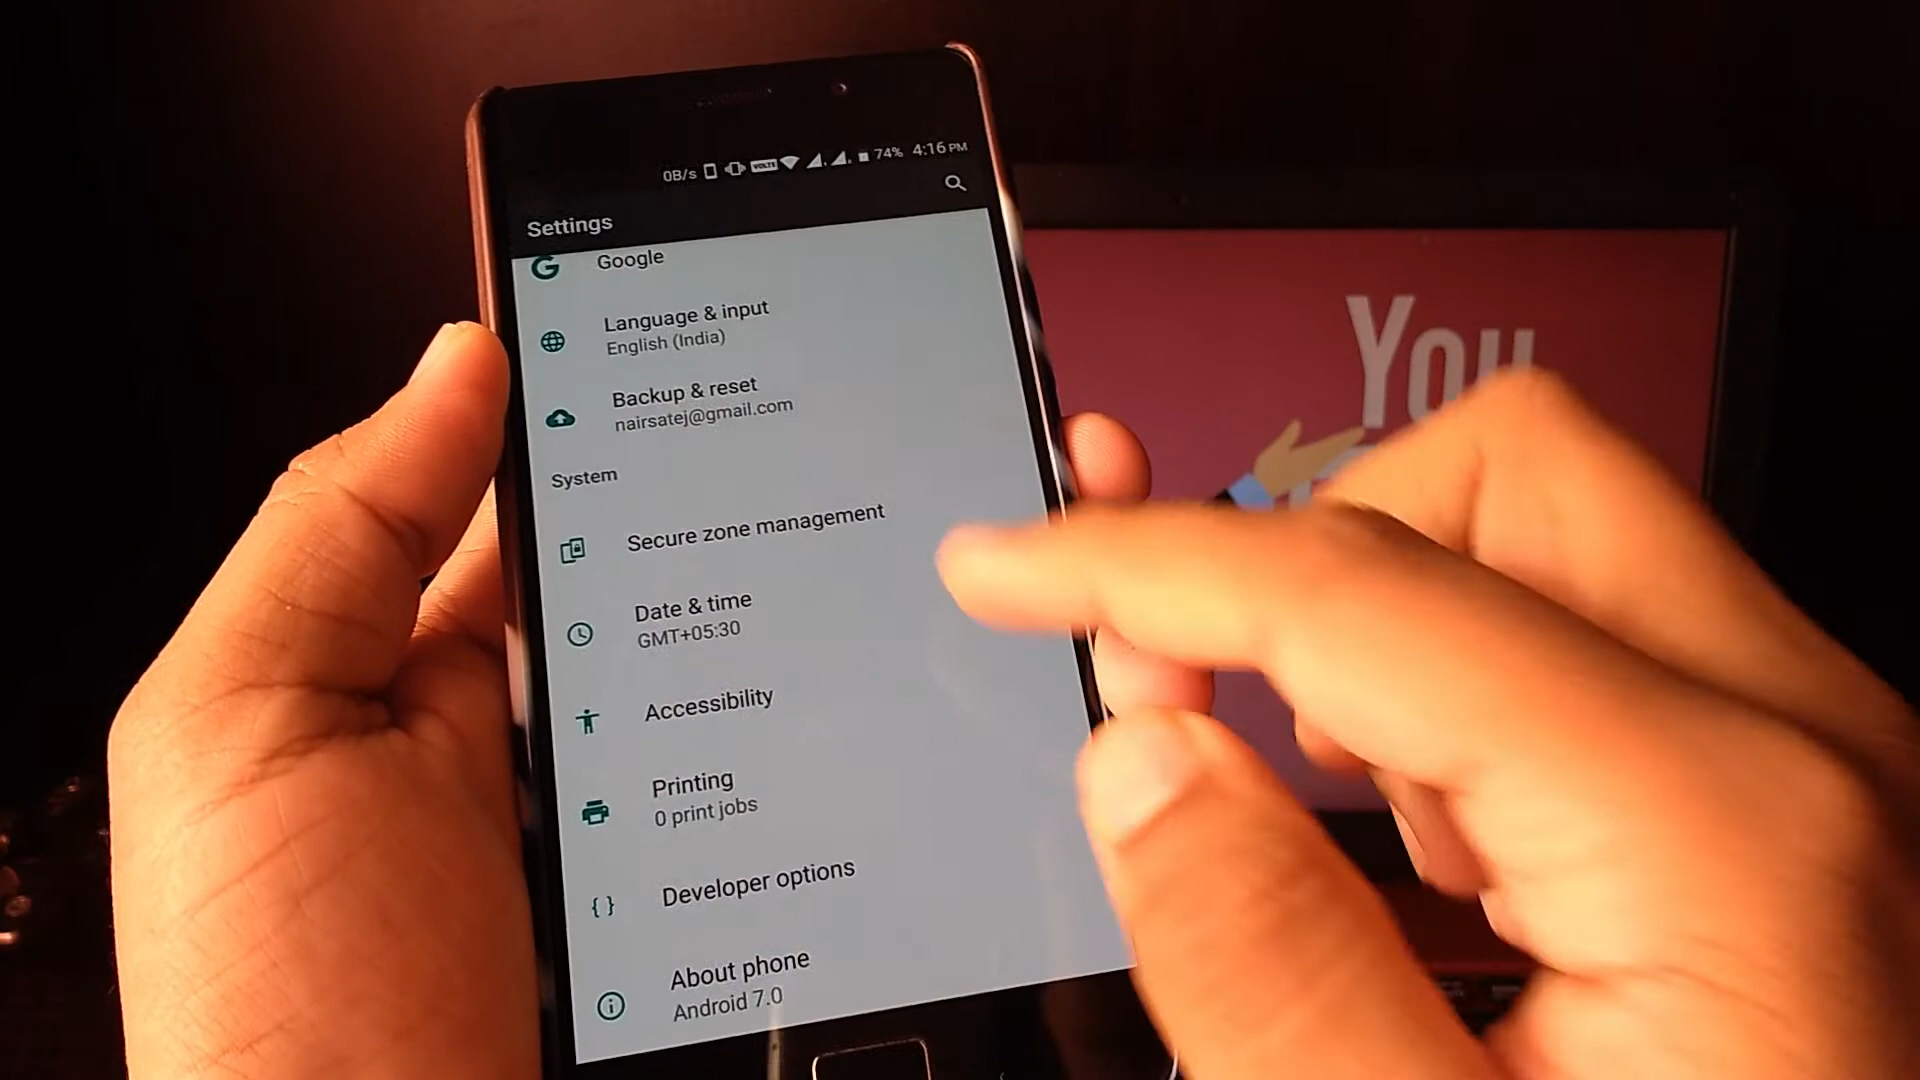 0B/s VOLTE 74% 4:16 PM
Settings
Google
Language & input
English (India)
Backup & reset
nairsatej@gmail.com
System
Secure zone management
Date & time
GMT+05:30
Accessibility
Printing
0 print jobs
Developer options
About phone
Android 7.0
You